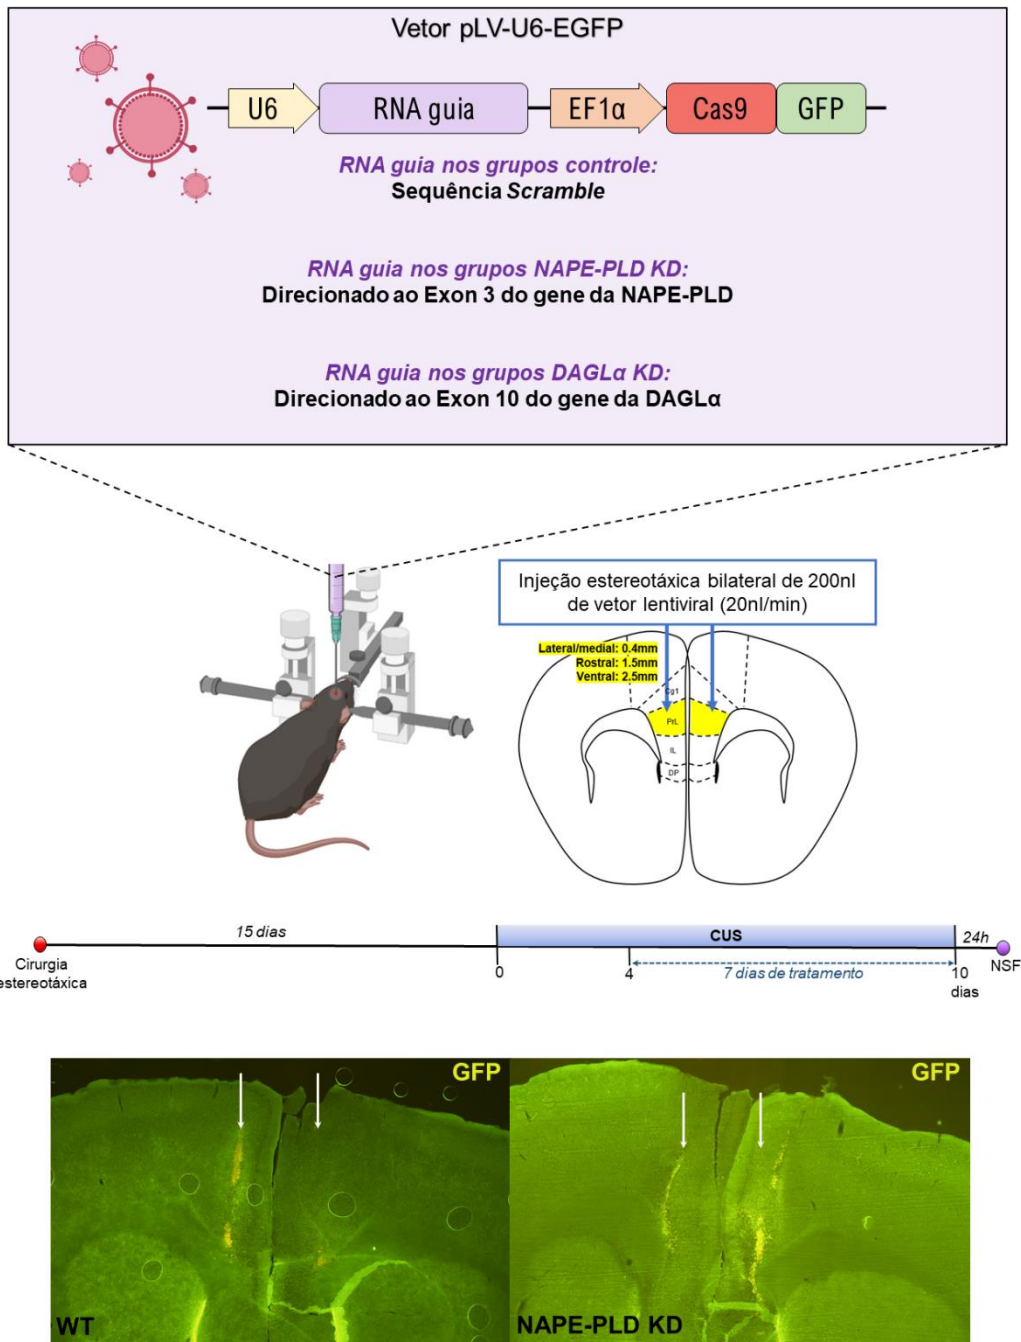 Vetor pLV-U6-EGFP
U6 RNA guia EF1α Cas9 GFP
RNA guia nos grupos controle:
Sequência Scramble
RNA guia nos grupos NAPE-PLD KD:
Direcionado ao Exon 3 do gene da NAPE-PLD
RNA guia nos grupos DAGLα KD:
Direcionado ao Exon 10 do gene da DAGLα
Injeção estereotáxica bilateral de 200nl
de vetor lentiviral (20nl/min)
Lateral/medial: 0.4mm
Rostral: 1.5mm
Ventral: 2.5mm
Cg1
PrL
IL
DP
15 dias
CUS
24h
Cirurgia
estereotáxica
0
4
7 dias de tratamento
10
dias
NSF
GFP
GFP
WT
NAPE-PLD KD